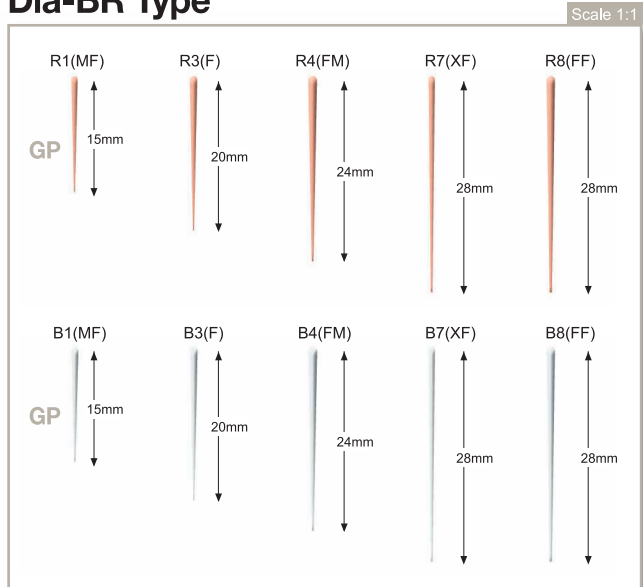 Dia-BR Type
Scale 1:1
R1(MF) R3(F) R4(FM) R7(XF) R8(FF)
GP 15mm 20mm 24mm 28mm 28mm
B1(MF) B3(F) B4(FM) B7(XF) B8(FF)
GP 15mm 20mm 24mm 28mm 28mm